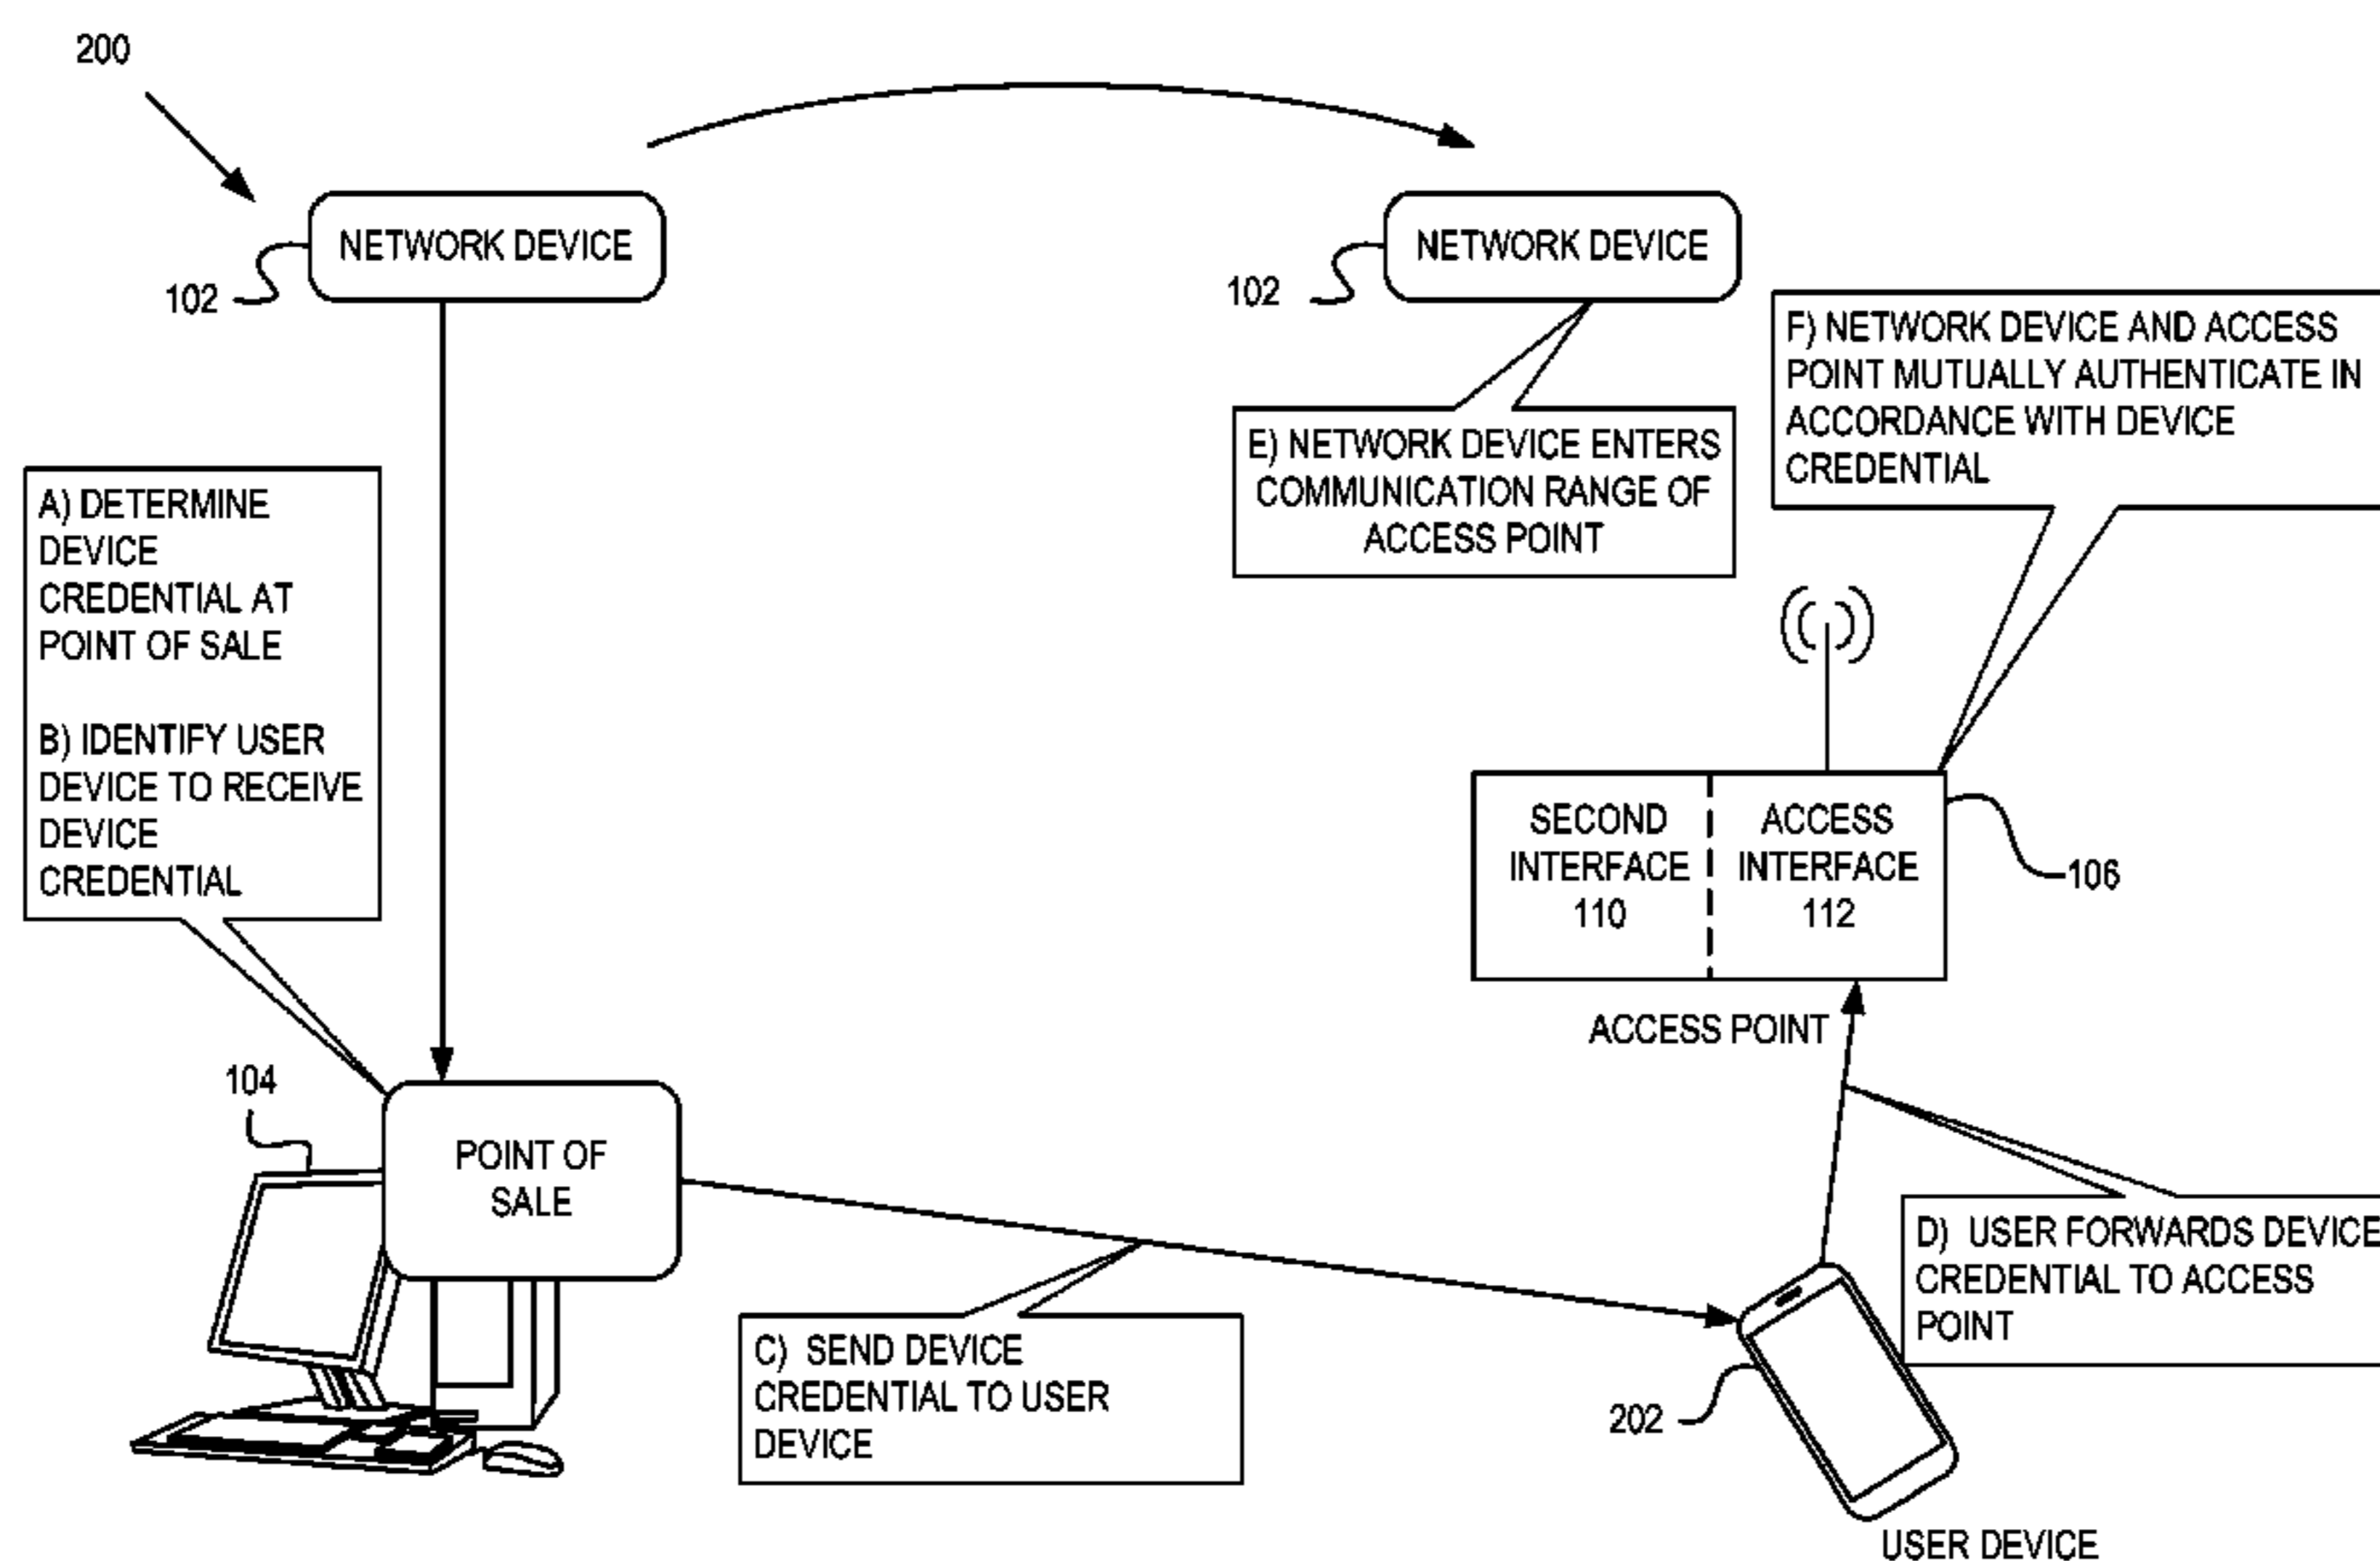 200
NETWORK DEVICE
102
NETWORK DEVICE
102
F) NETWORK DEVICE AND ACCESS
POINT MUTUALLY AUTHENTICATE IN
ACCORDANCE WITH DEVICE
CREDENTIAL
E) NETWORK DEVICE ENTERS
COMMUNICATION RANGE OF
ACCESS POINT
A) DETERMINE
DEVICE
CREDENTIAL AT
POINT OF SALE
B) IDENTIFY USER
DEVICE TO RECEIVE
DEVICE
CREDENTIAL
SECOND
INTERFACE
110
ACCESS
INTERFACE
112
106
ACCESS POINT
104
POINT OF
SALE
D) USER FORWARDS DEVICE
CREDENTIAL TO ACCESS
POINT
C) SEND DEVICE
CREDENTIAL TO USER
DEVICE
202
USER DEVICE